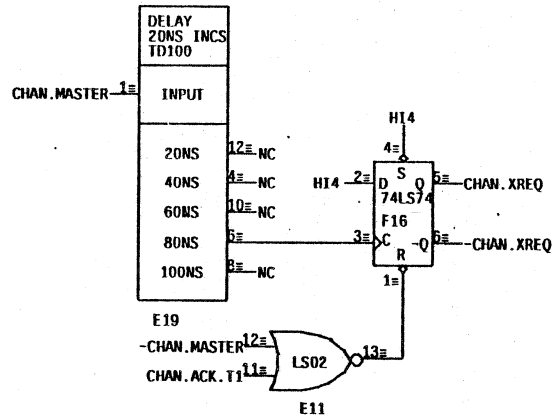 DELAY
20NS INCS
TD100
CHAN.MASTER 1≡ INPUT
HI4
4≡
20NS 12≡ NC
40NS 4≡ NC
60NS 10≡ NC
80NS 6≡
100NS 8≡ NC
E19
HI4 2≡ D S Q 5≡ CHAN.XREQ
74LS74
F16
3≡ C -Q 6≡ -CHAN.XREQ
R
1≡
-CHAN.MASTER 12≡
LS02 13≡
CHAN.ACK.T1 11≡
E11